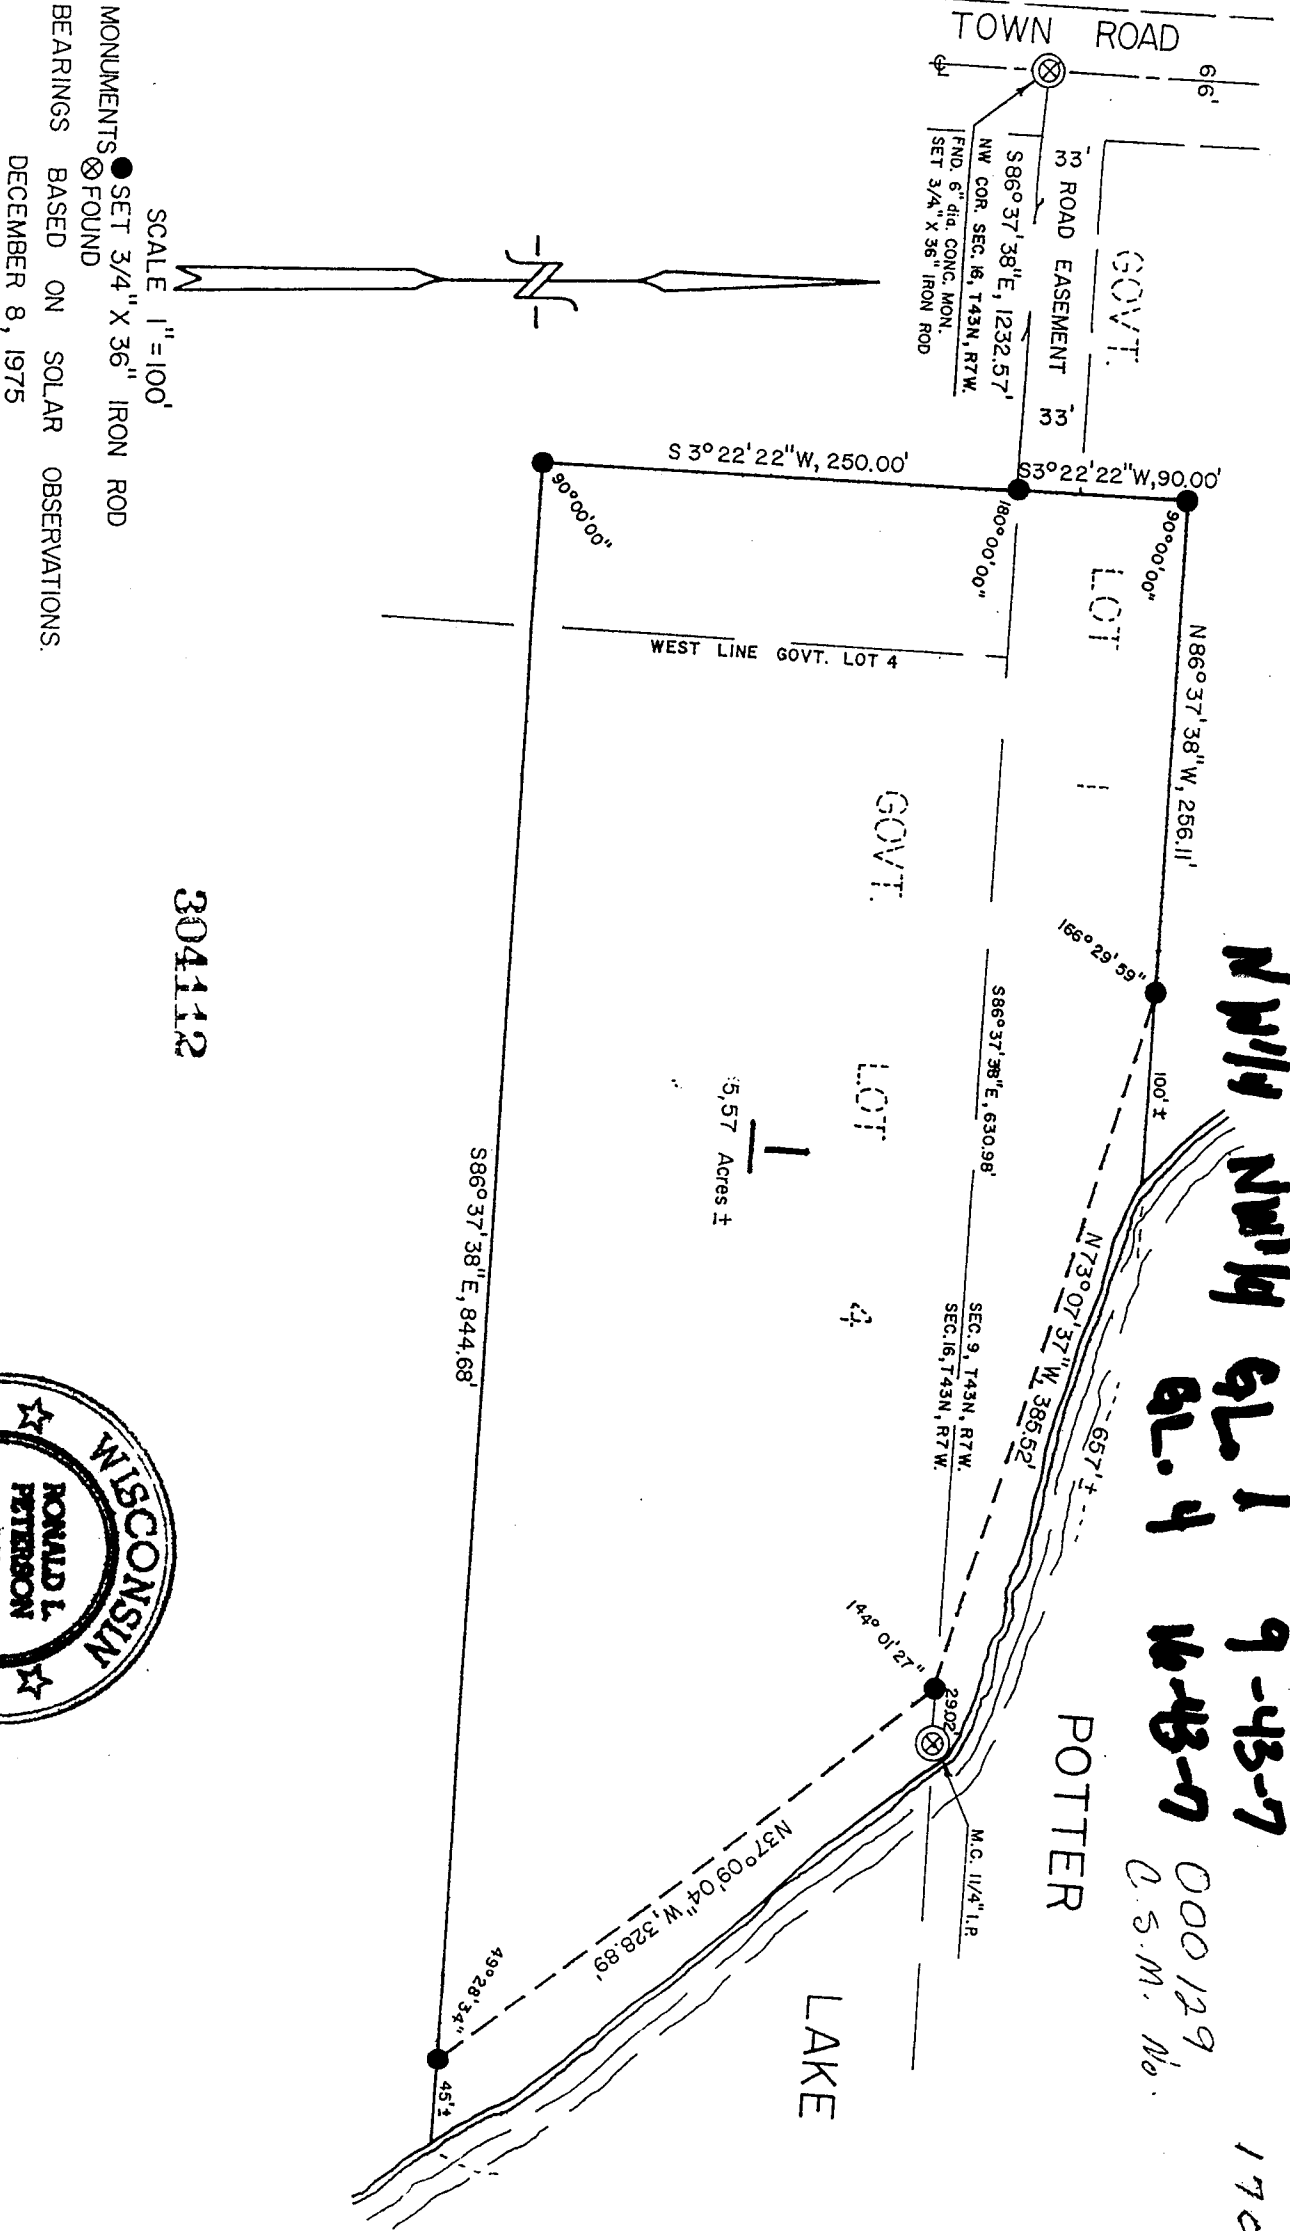 TOWN ROAD
66'
33' ROAD EASEMENT 33'
S86°37'38"E, 1232.57'
NW COR. SEC. 16, T43N, R7W.
FND. 6" dia. CONC. MON.
SET 3/4" X 36" IRON ROD
GOVT. LOT 1
S3°22'22"W, 90.00'
S 3°22'22"W, 250.00'
90°00'00"
180°00'00"
90°00'00"
N86°37'38"W, 256.11'
166°29'59"
100'±
WEST LINE GOVT. LOT 4
GOVT. LOT 4
S86°37'38"E, 630.98'
SEC. 9, T43N, R7W.
SEC. 16, T43N, R7W.
N73°07'37"W, 385.52'
657'±
1
5.57 Acres ±
144°01'27"
29.02'
M.C. 1 1/4" I.P.
N37°09'04"W, 328.89'
49°28'34"
45'±
S86°37'38"E, 844.68'
POTTER LAKE
NW1/4 NW1/4 GL. 1 9-43-7
GL. 4 16-43-7
000129
C.S.M. No.
170
SCALE 1"=100'
MONUMENTS ● SET 3/4" X 36" IRON ROD
⊗ FOUND
BEARINGS BASED ON SOLAR OBSERVATIONS.
DECEMBER 8, 1975
304112
WISCONSIN
RONALD L.
PETERSON